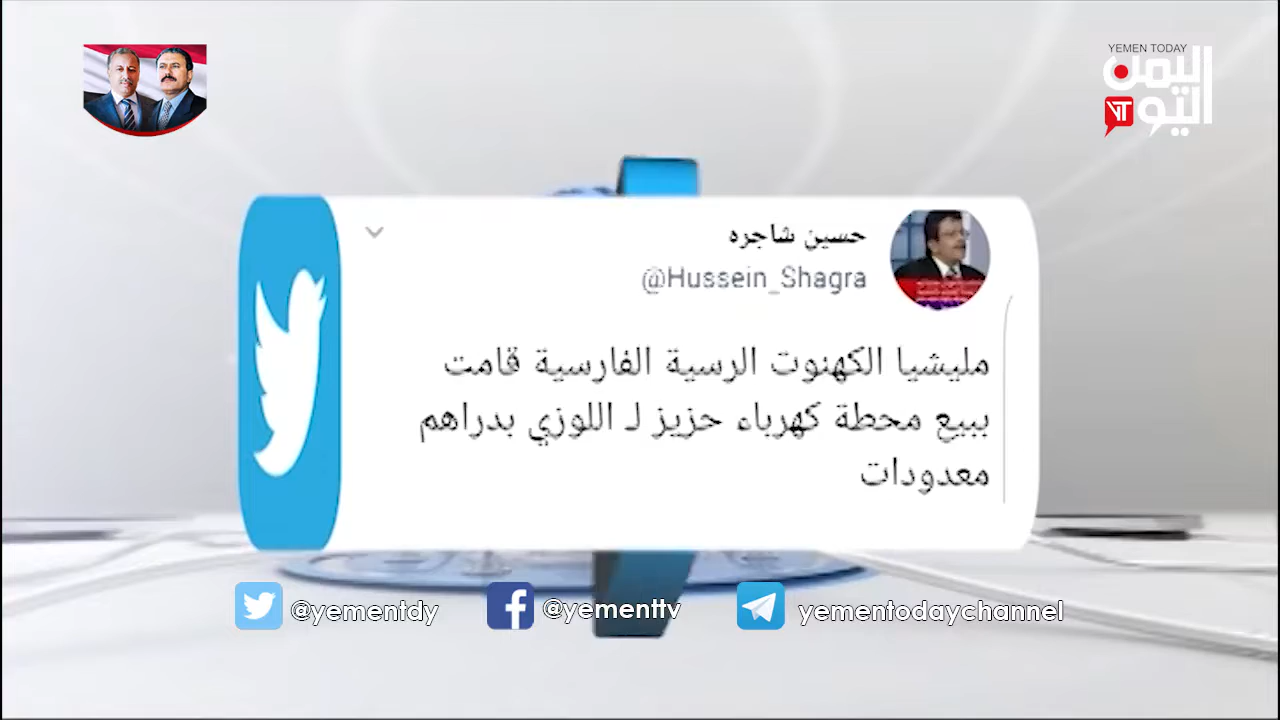 YEMEN TODAY
اليمن
اليوم
حسين شاجره
@Hussein_Shagra
مليشيا الكهنوت الرسية الفارسية قامت
ببيع محطة كهرباء حزيز لـ اللوزي بدراهم
معدودات
@yementdy
@yementtv
yementodaychannel